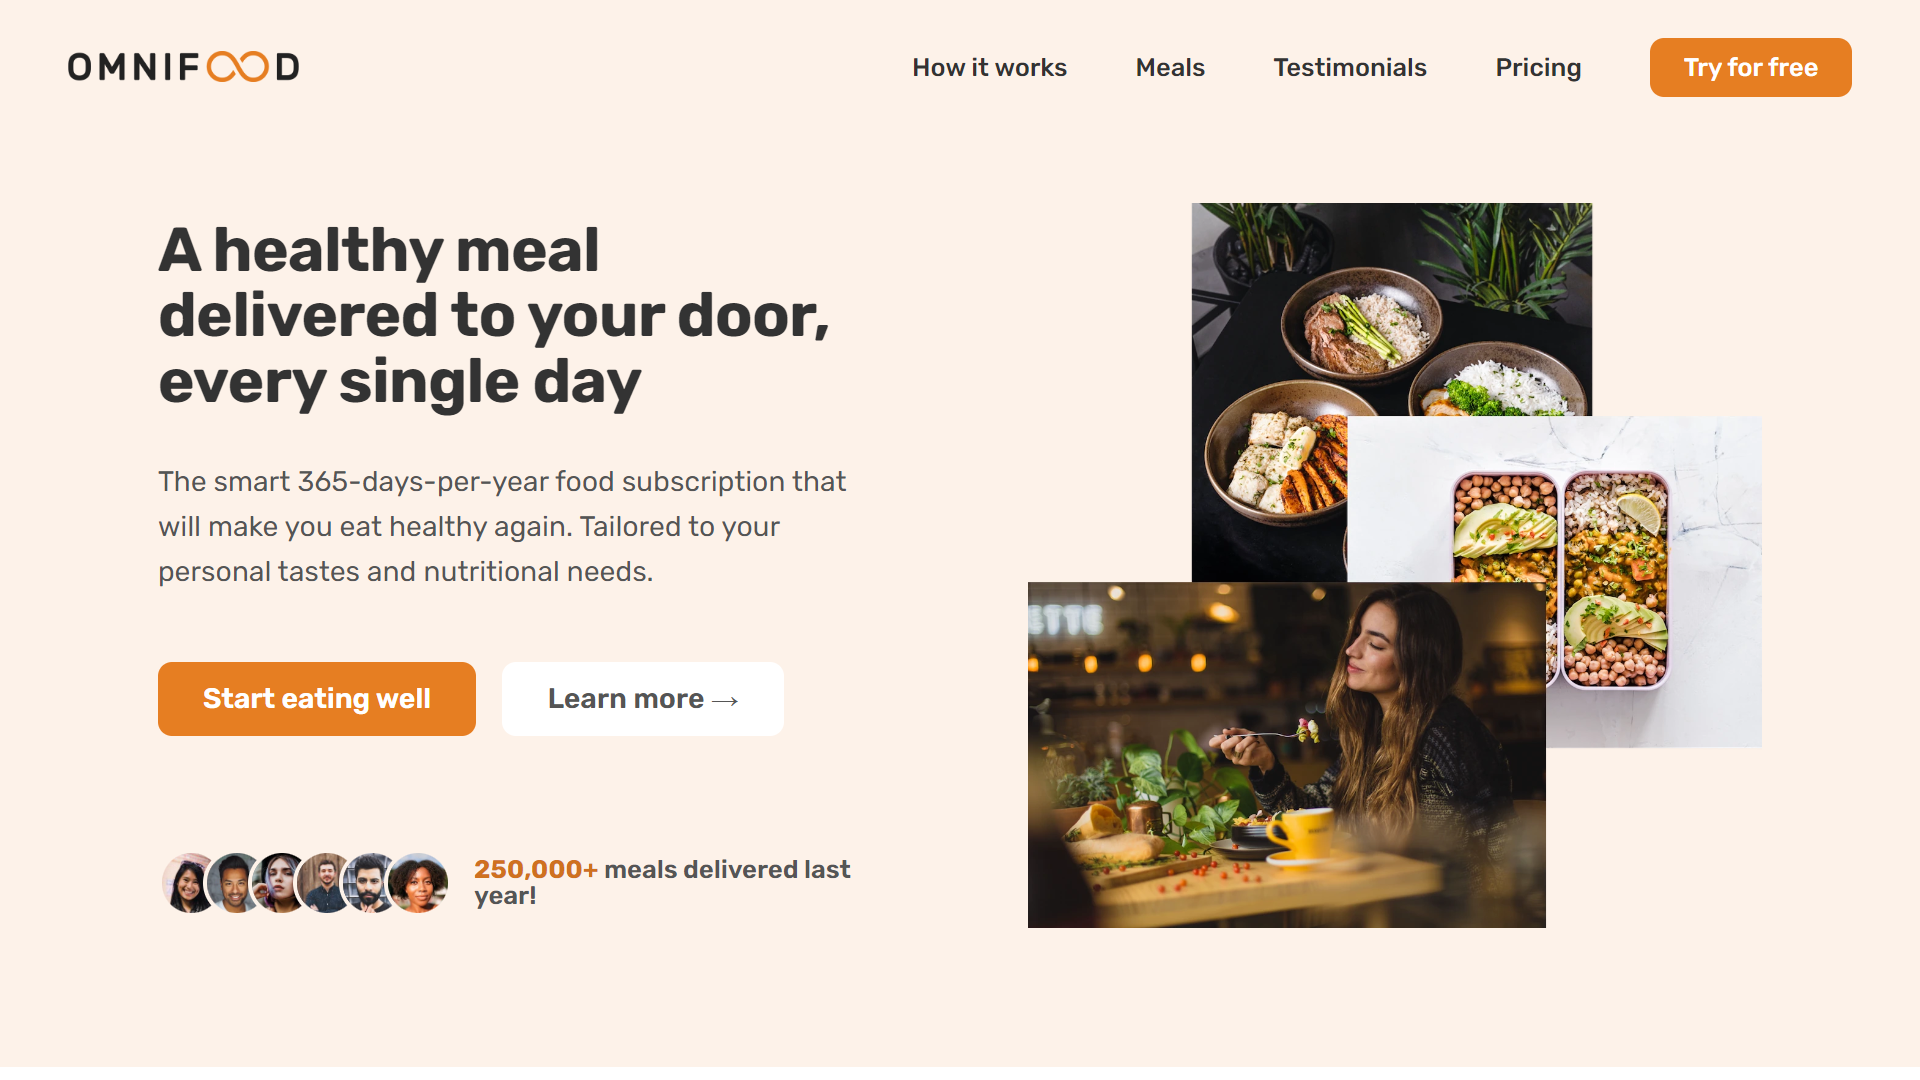 OMNIFOOD
How it works
Meals
Testimonials
Pricing
Try for free
A healthy meal
delivered to your door,
every single day
The smart 365-days-per-year food subscription that
will make you eat healthy again. Tailored to your
personal tastes and nutritional needs.
Start eating well
Learn more →
250,000+ meals delivered last
year!
ETTE